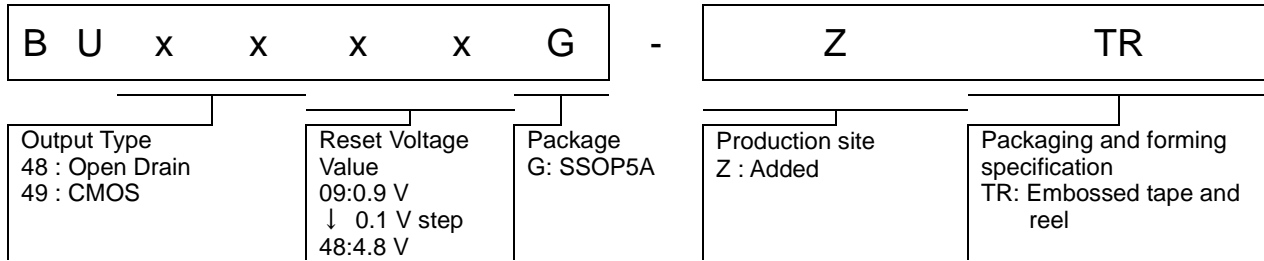 B U x x x x G - Z TR
Output Type
48 : Open Drain
49 : CMOS
Reset Voltage
Value
09:0.9 V
↓ 0.1 V step
48:4.8 V
Package
G: SSOP5A
Production site
Z : Added
Packaging and forming
specification
TR: Embossed tape and
reel